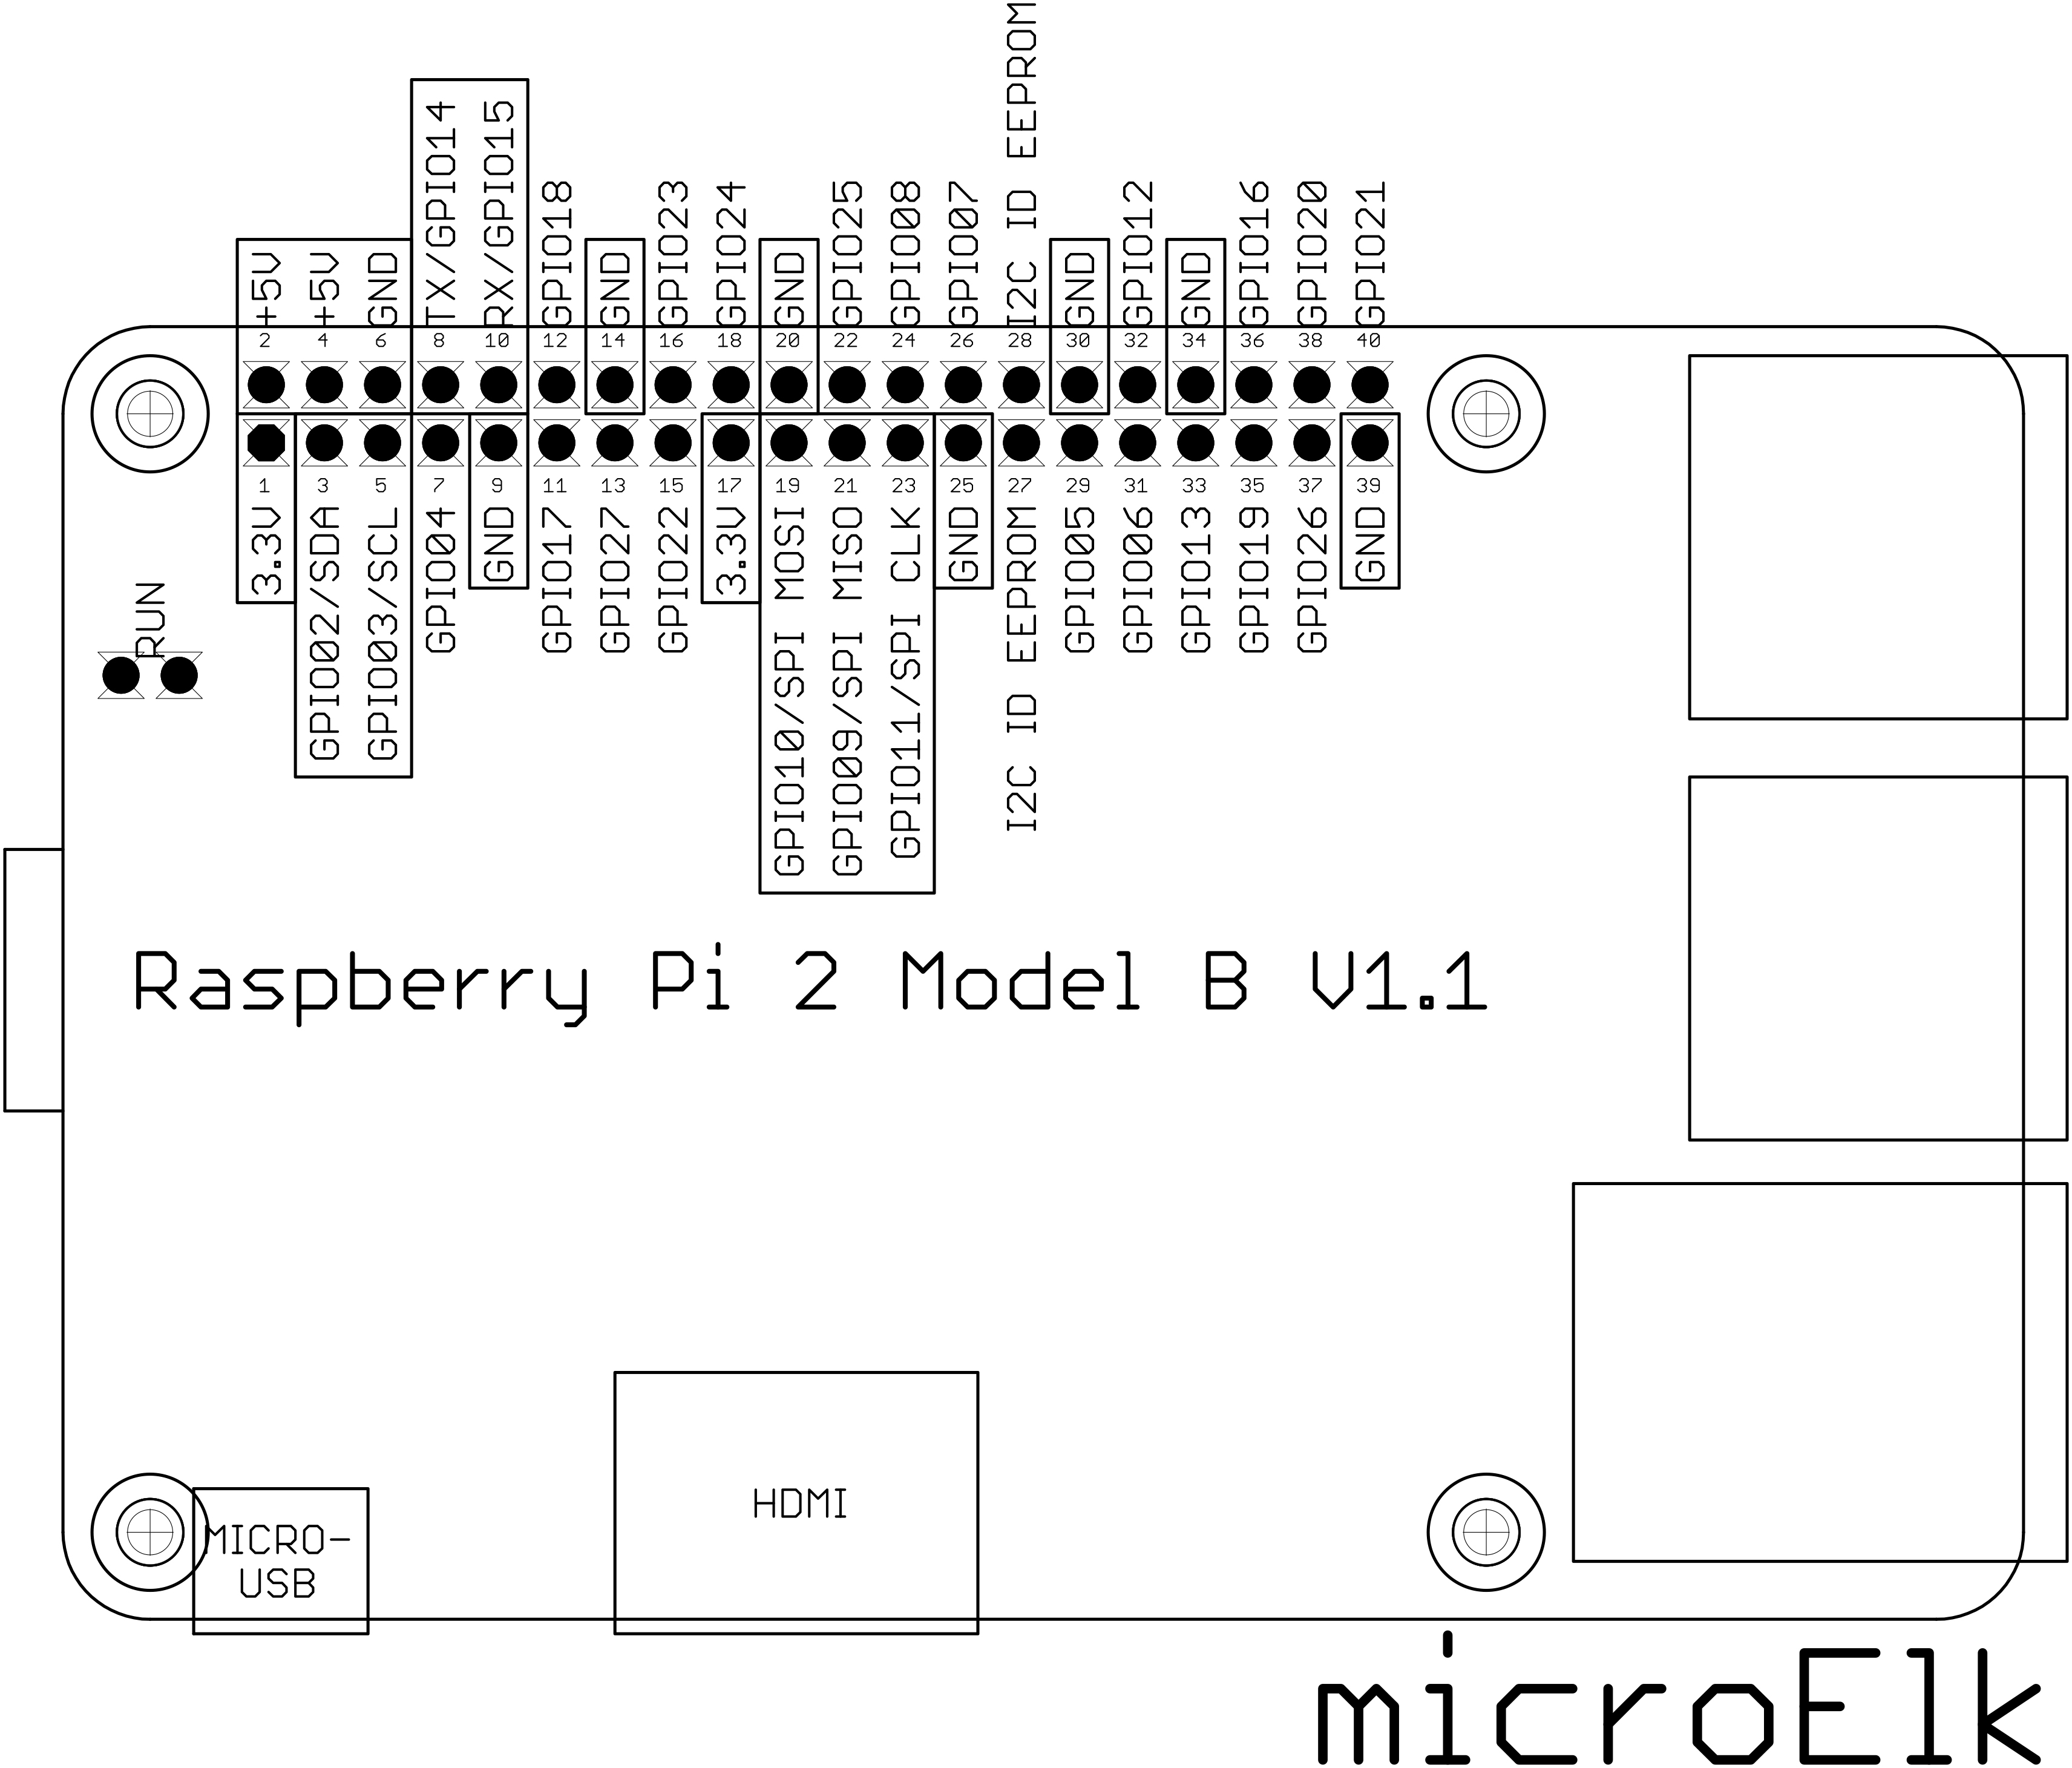 +5V
+5V
GND
TX/GPIO14
RX/GPIO15
GPIO18
GND
GPIO23
GPIO24
GND
GPIO25
GPIO08
GPIO07
I2C ID EEPROM
GND
GPIO12
GND
GPIO16
GPIO20
GPIO21
2 4 6 8 10 12 14 16 18 20 22 24 26 28 30 32 34 36 38 40
1 3 5 7 9 11 13 15 17 19 21 23 25 27 29 31 33 35 37 39
3.3V
GPIO02/SDA
GPIO03/SCL
GPIO04
GND
GPIO17
GPIO27
GPIO22
3.3V
GPIO10/SPI MOSI
GPIO09/SPI MISO
GPIO11/SPI CLK
GND
I2C ID EEPROM
GPIO05
GPIO06
GPIO13
GPIO19
GPIO26
GND
RUN
Raspberry Pi 2 Model B V1.1
HDMI
MICRO-
USB
microElk